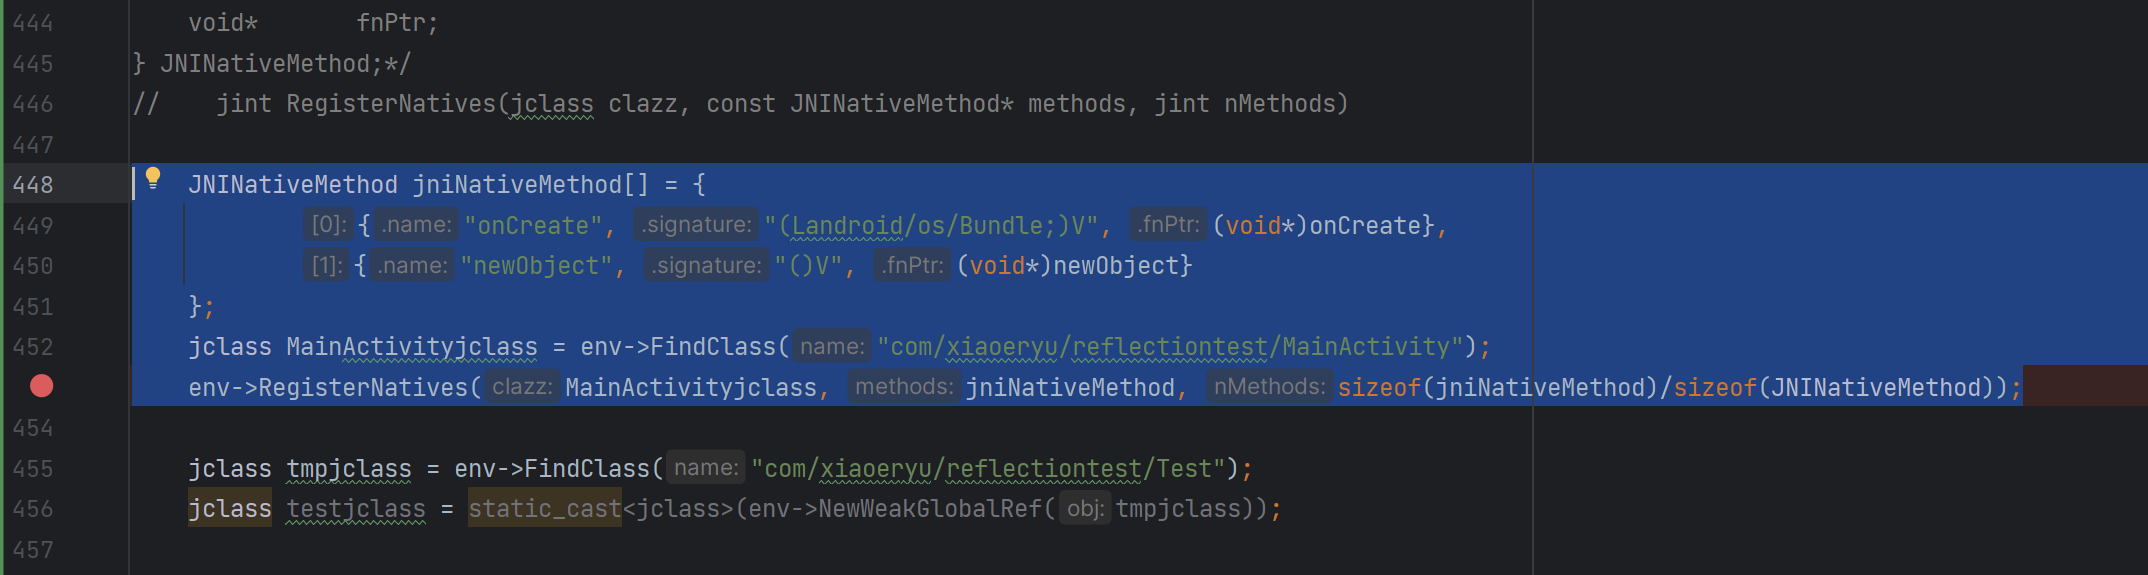 444 void* fnPtr;
445 } JNINativeMethod;*/
446 // jint RegisterNatives(jclass clazz, const JNINativeMethod* methods, jint nMethods)
447
448 JNINativeMethod jniNativeMethod[] = {
449 [0]: { .name: "onCreate", .signature: "(Landroid/os/Bundle;)V", .fnPtr: (void*)onCreate},
450 [1]: { .name: "newObject", .signature: "()V", .fnPtr: (void*)newObject}
451 };
452 jclass MainActivityjclass = env->FindClass( name: "com/xiaoeryu/reflectiontest/MainActivity");
env->RegisterNatives( clazz: MainActivityjclass, methods: jniNativeMethod, nMethods: sizeof(jniNativeMethod)/sizeof(JNINativeMethod));
454
455 jclass tmpjclass = env->FindClass( name: "com/xiaoeryu/reflectiontest/Test");
456 jclass testjclass = static_cast<jclass>(env->NewWeakGlobalRef( obj: tmpjclass));
457